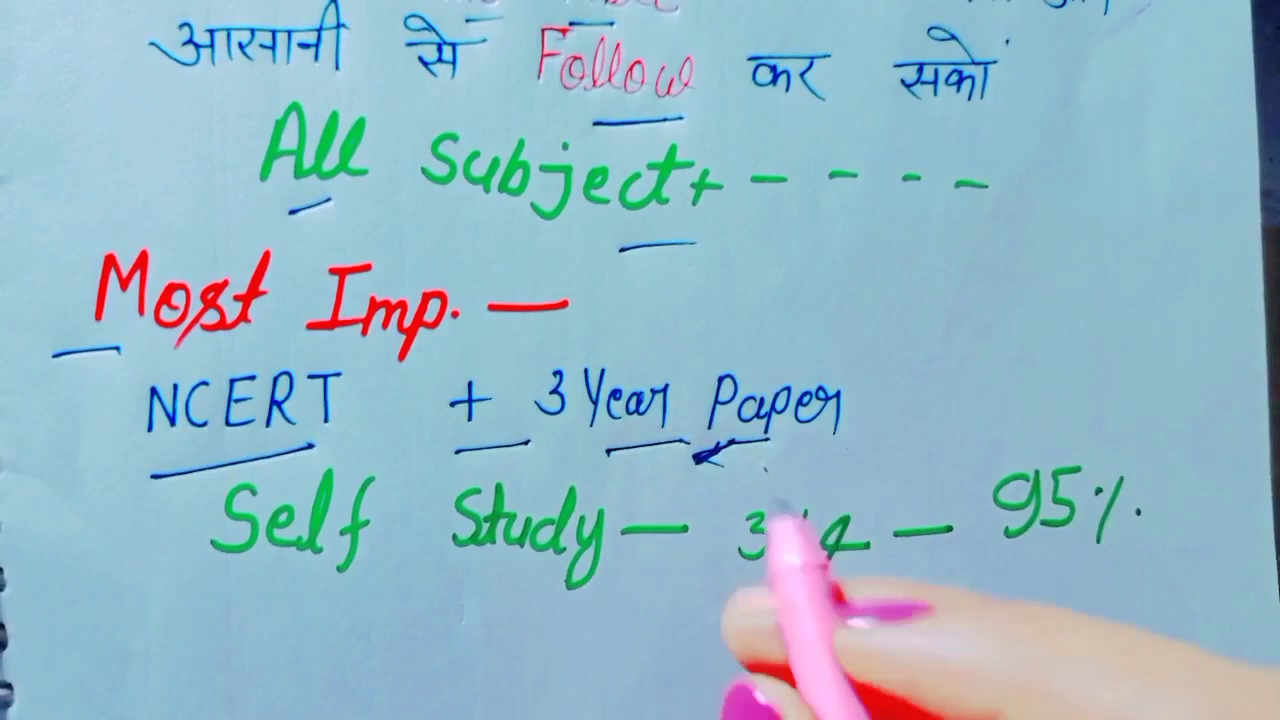 आसानी से Follow कर सकों
All Subject + - - - -
Most Imp. —
NCERT + 3 Year Paper
Self Study — 95%.